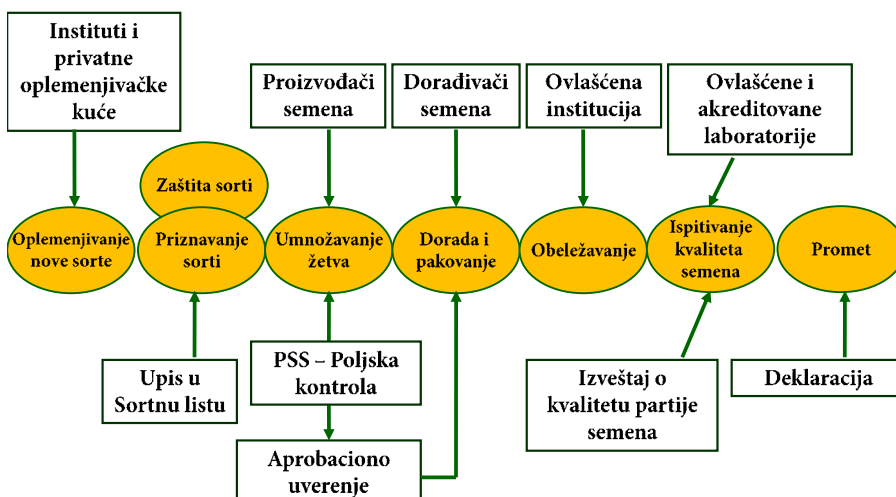 Instituti i
privatne
oplemenjivačke
kuće
Proizvođači
semena
Dorađivači
semena
Ovlašćena
institucija
Ovlašćene i
akreditovane
laboratorije
Zaštita sorti
Oplemenjivanje
nove sorte
Priznavanje
sorti
Umnožavanje
žetva
Dorada i
pakovanje
Obeležavanje
Ispitivanje
kvaliteta
semena
Promet
Upis u
Sortnu listu
PSS – Poljska
kontrola
Izveštaj o
kvalitetu partije
semena
Deklaracija
Aprobaciono
uverenje